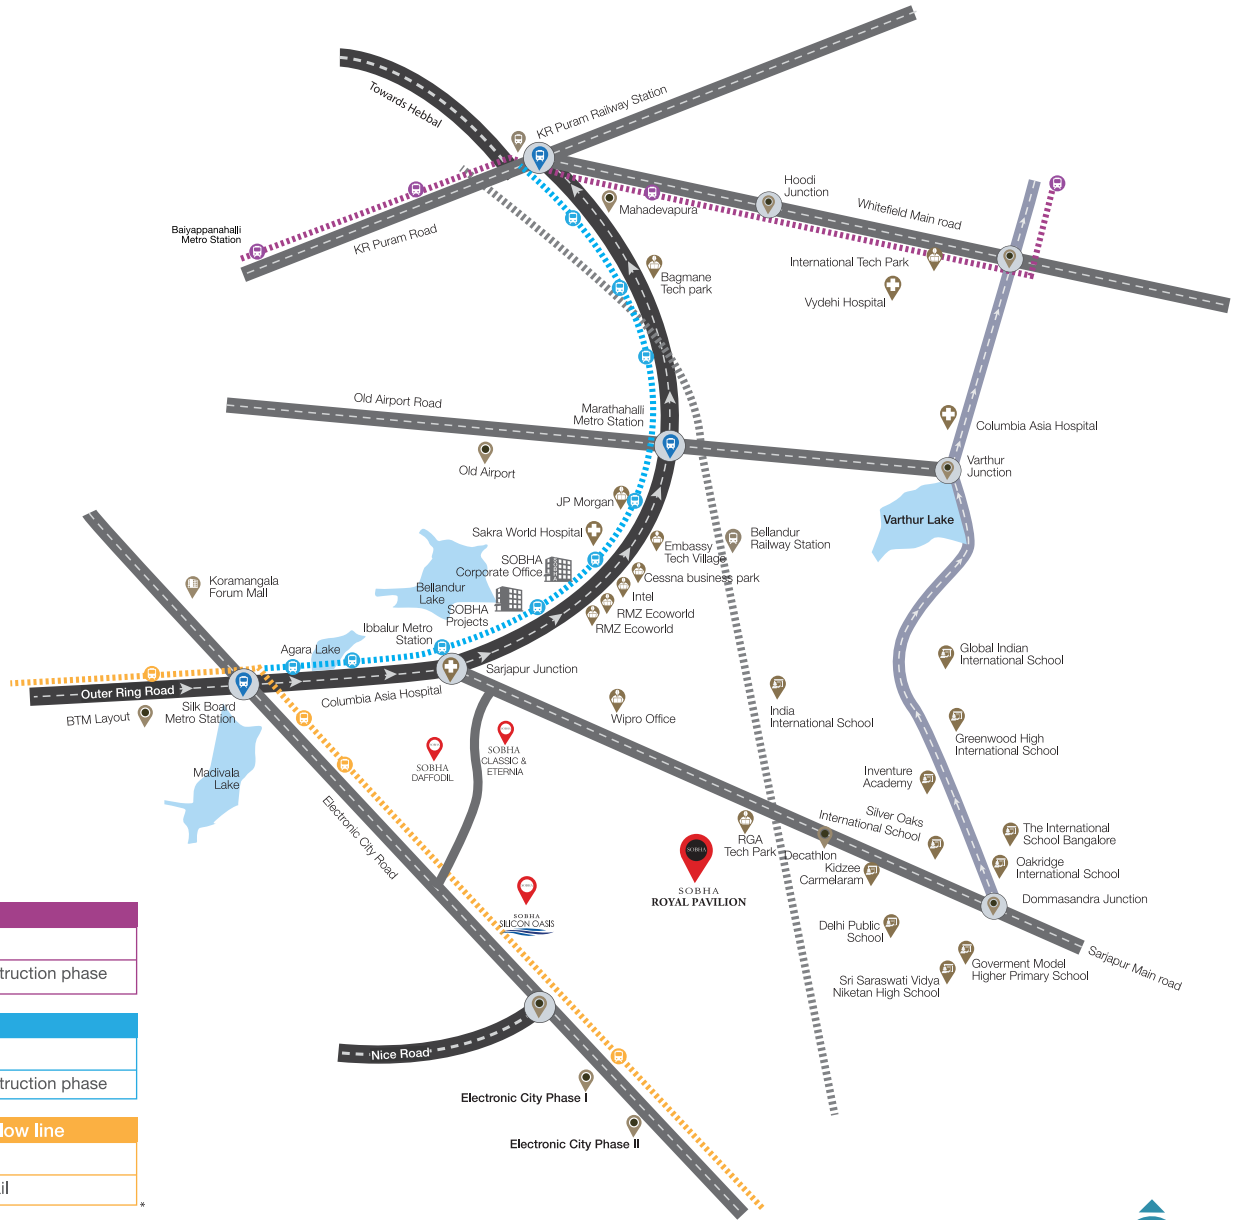 Towards Hebbal
KR Puram Railway Station
Hoodi
Junction
Mahadevapura
Whitefield Main road
Baiyappanahalli
Metro Station
KR Puram Road
International Tech Park
Bagmane
Tech park
Vydehi Hospital
Old Airport Road
Marathahalli
Metro Station
Columbia Asia Hospital
Old Airport
Varthur
Junction
JP Morgan
Varthur Lake
Sakra World Hospital
Embassy
Tech Village
Bellandur
Railway Station
SOBHA
Corporate Office
Cessna business park
Koramangala
Forum Mall
Bellandur
Lake
Intel
SOBHA
Projects
RMZ Ecoworld
RMZ Ecoworld
Ibbalur Metro
Station
Agara Lake
Global Indian
International School
Sarjapur Junction
Outer Ring Road
Columbia Asia Hospital
BTM Layout
Silk Board
Metro Station
Wipro Office
India
International School
Greenwood High
International School
SOBHA
CLASSIC &
ETERNIA
SOBHA
DAFFODIL
Madivala
Lake
Inventure
Academy
Electronic City Road
Silver Oaks
International School
The International
School Bangalore
RGA
Tech Park
Decathlon
Kidzee
Carmelaram
Oakridge
International School
SOBHA
SOBHA
ROYAL PAVILION
Dommasandra Junction
SOBHA
SILICON OASIS
Delhi Public
School
Sarjapur Main road
Goverment Model
Higher Primary School
Sri Saraswati Vidya
Niketan High School
truction phase
Nice Road
truction phase
Electronic City Phase I
low line
Electronic City Phase II
ail
*